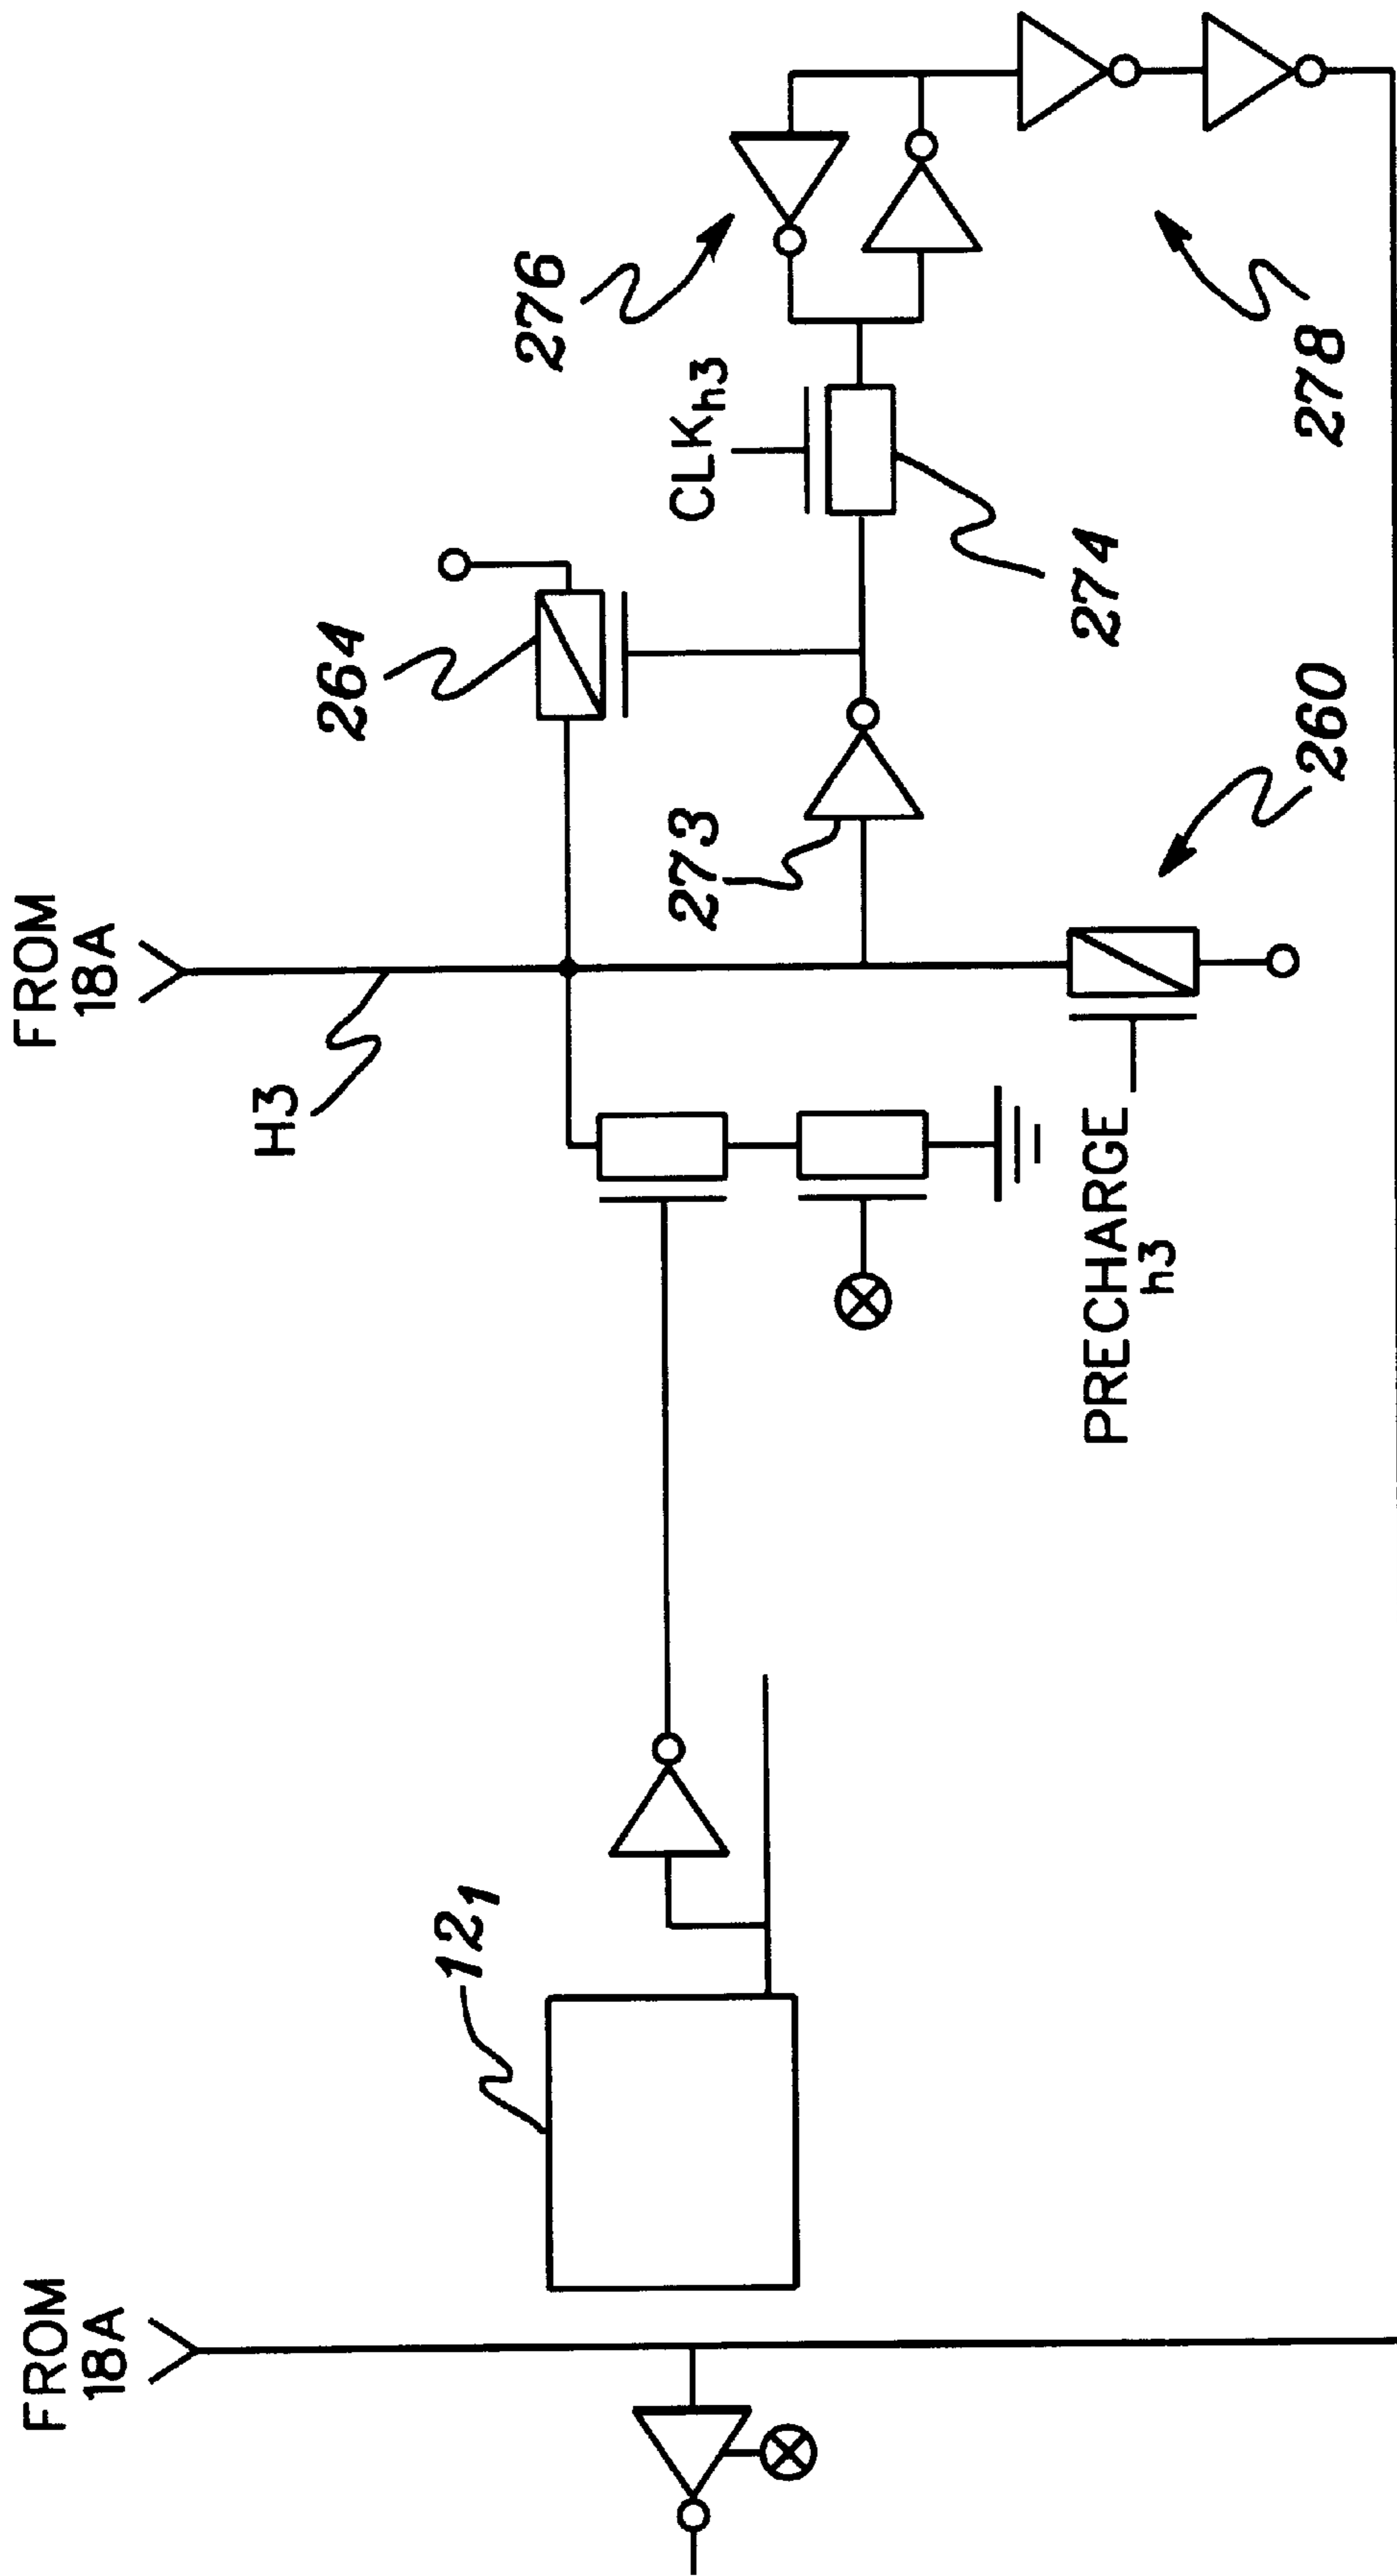 FROM
18A
H3
264
276
CLKh3
273
274
278
260
PRECHARGE
h3
121
FROM
18A